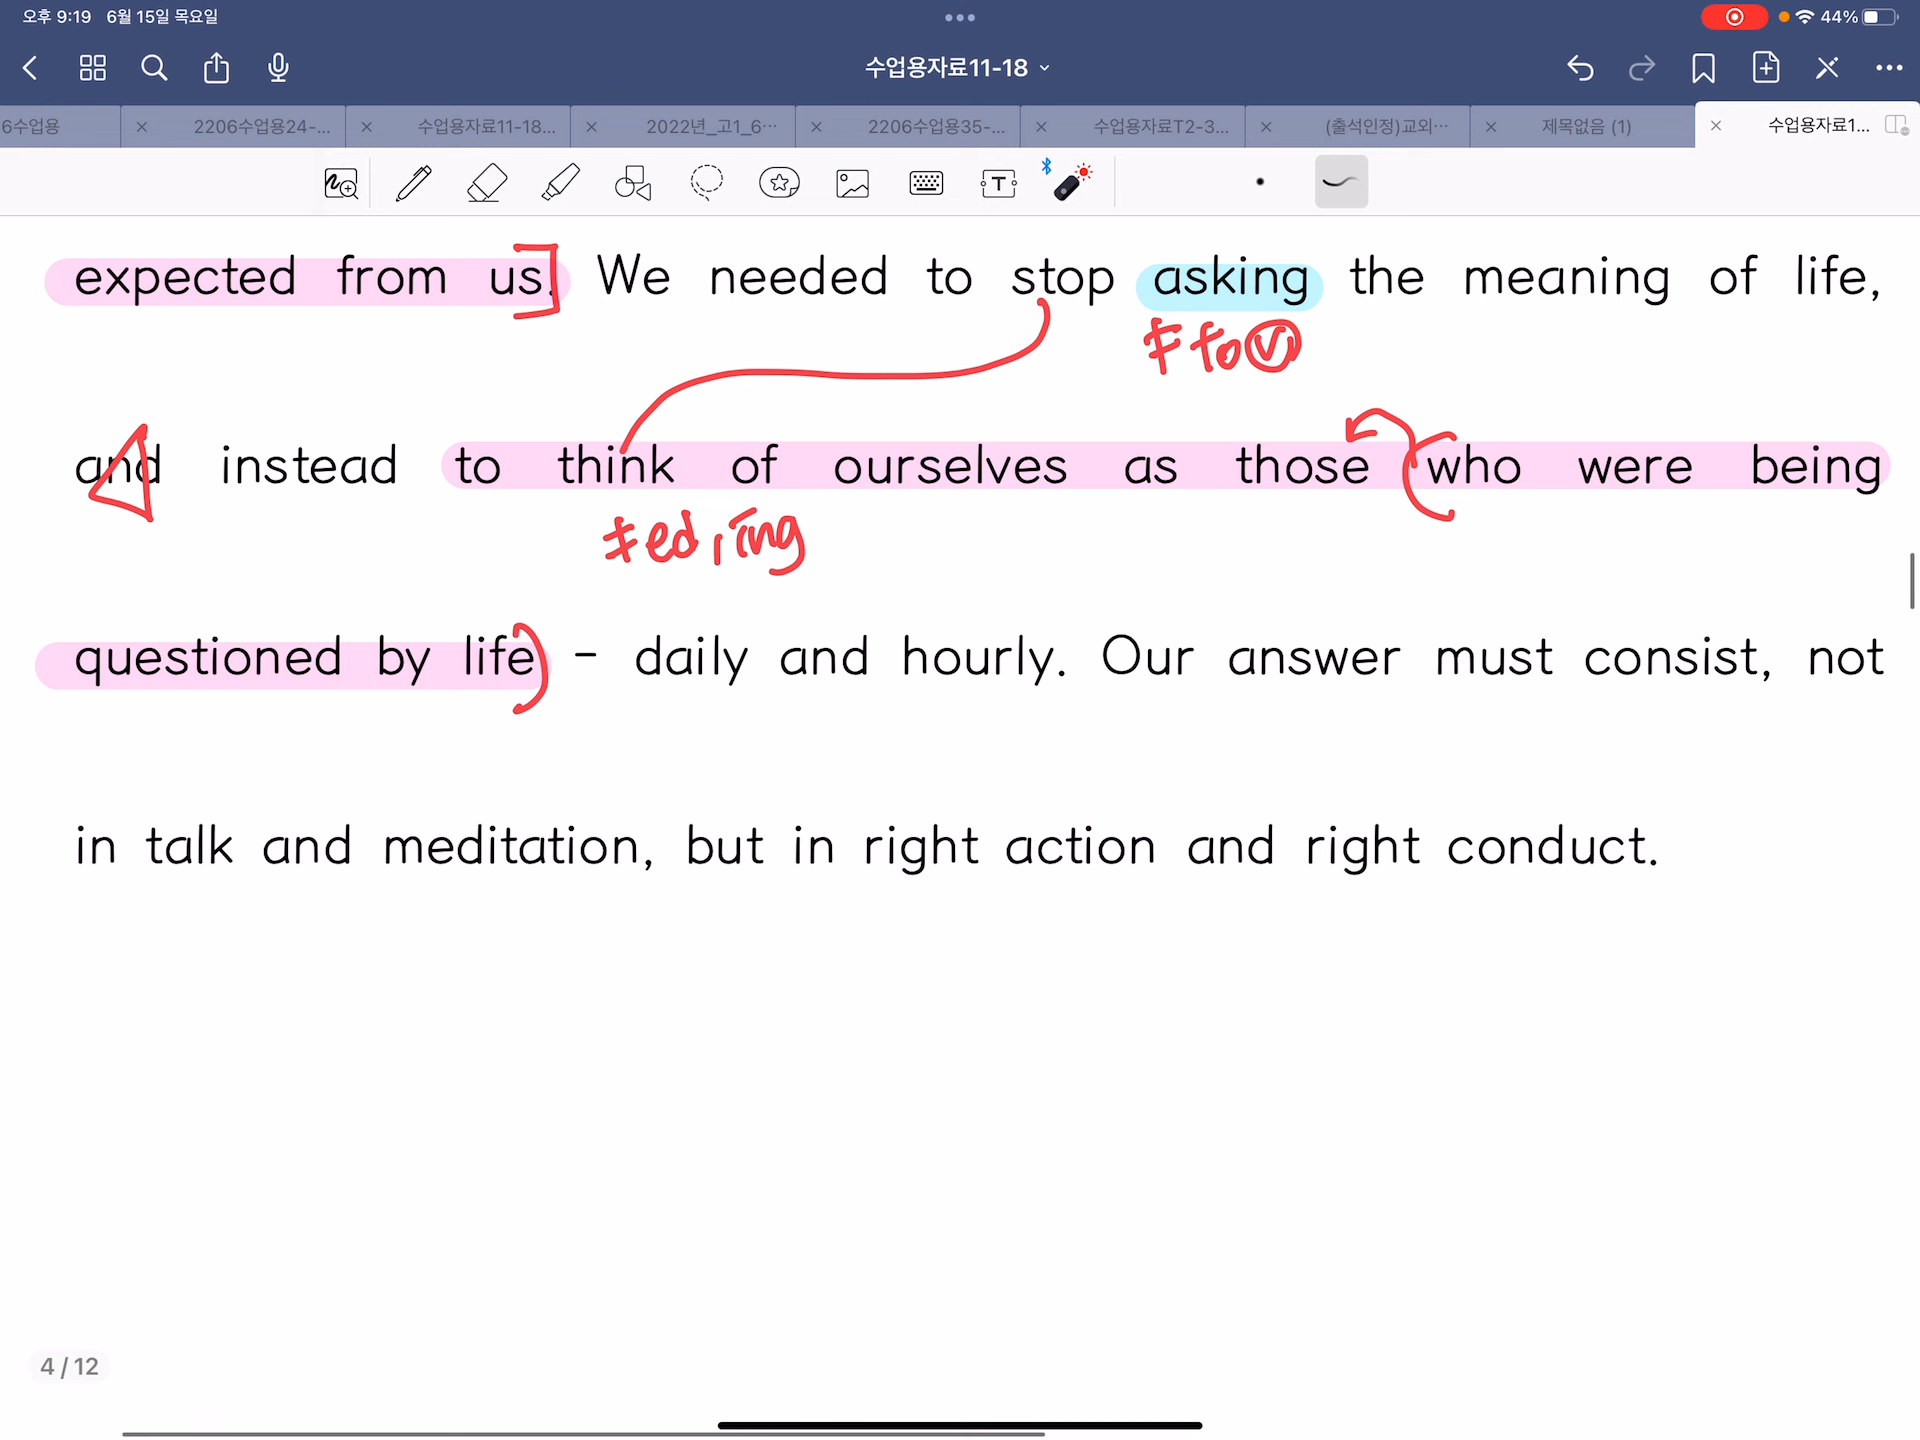 오후 9:19 6월 15일 목요일
44%
수업용자료11-18
6수업용
2206수업용24-...
수업용자료11-18...
2022년_고1_6...
2206수업용35-...
수업용자료T2-3...
(출석인정)교외...
제목없음 (1)
수업용자료1...
expected from us. We needed to stop asking the meaning of life,
≠ to V
and instead to think of ourselves as those who were being
≠ ed, ing
questioned by life - daily and hourly. Our answer must consist, not
in talk and meditation, but in right action and right conduct.
4 / 12